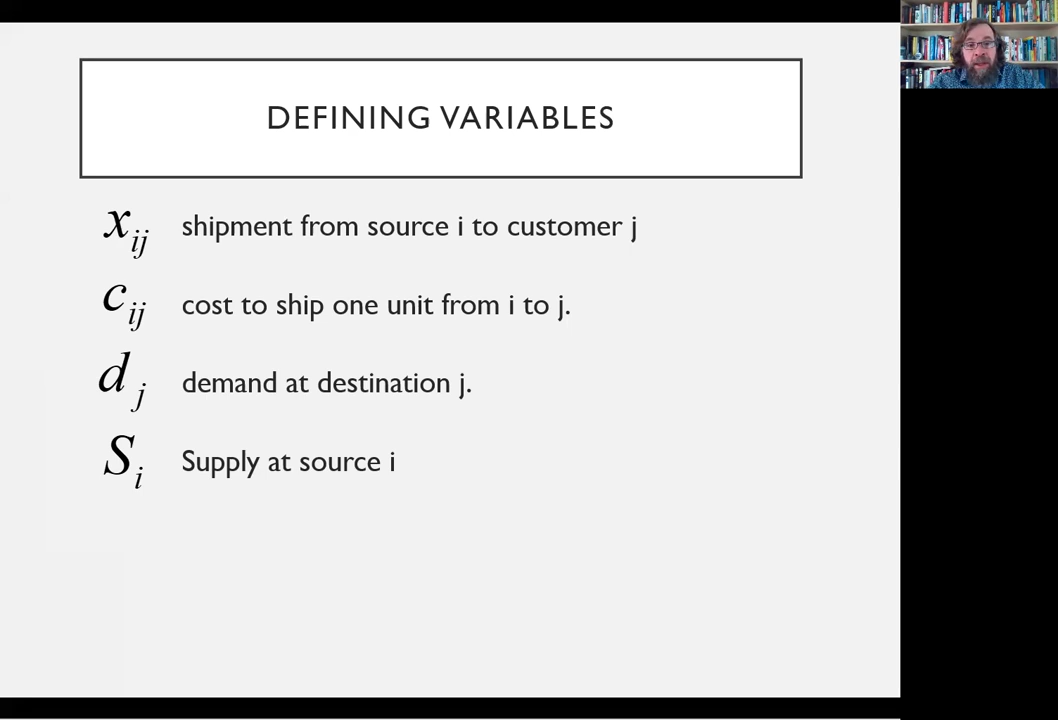 DEFINING VARIABLES
x_ij shipment from source i to customer j
c_ij cost to ship one unit from i to j.
d_j demand at destination j.
S_i Supply at source i